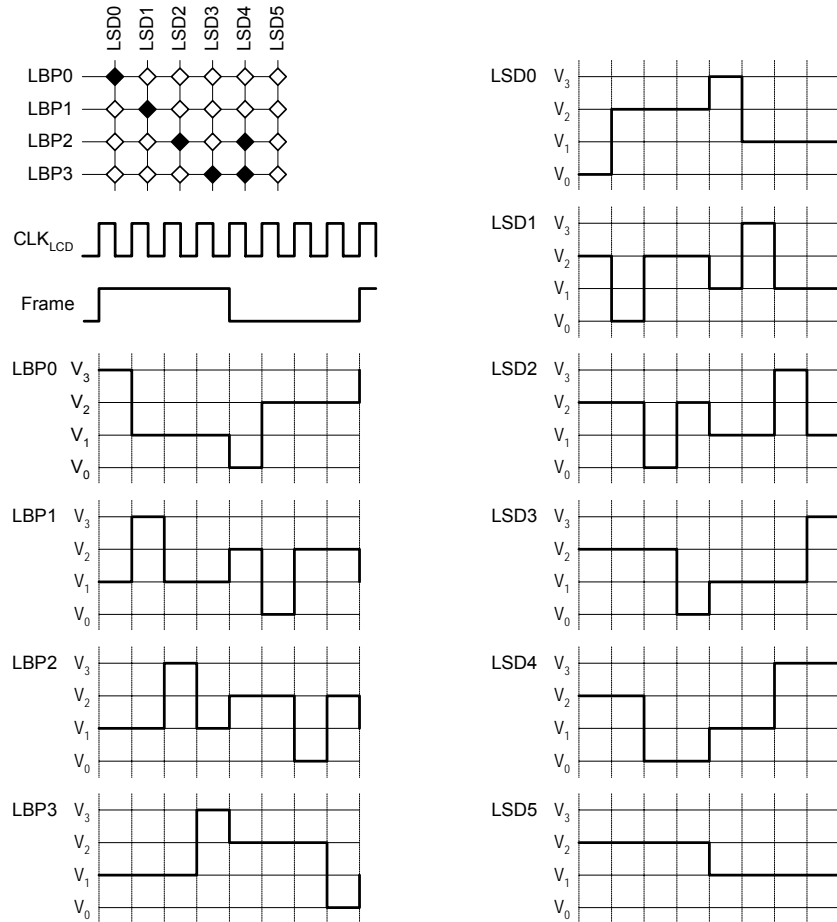 LSD0 LSD1 LSD2 LSD3 LSD4 LSD5
LBP0
LBP1
LBP2
LBP3
CLK_LCD
Frame
LBP0 V3
V2
V1
V0
LBP1 V3
V2
V1
V0
LBP2 V3
V2
V1
V0
LBP3 V3
V2
V1
V0
LSD0 V3
V2
V1
V0
LSD1 V3
V2
V1
V0
LSD2 V3
V2
V1
V0
LSD3 V3
V2
V1
V0
LSD4 V3
V2
V1
V0
LSD5 V3
V2
V1
V0